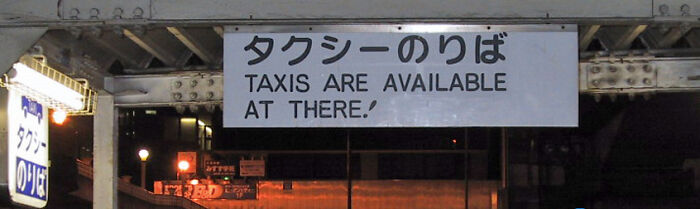 タクシーのりば
TAXIS ARE AVAILABLE
AT THERE!
TAXI
タクシー
のりば